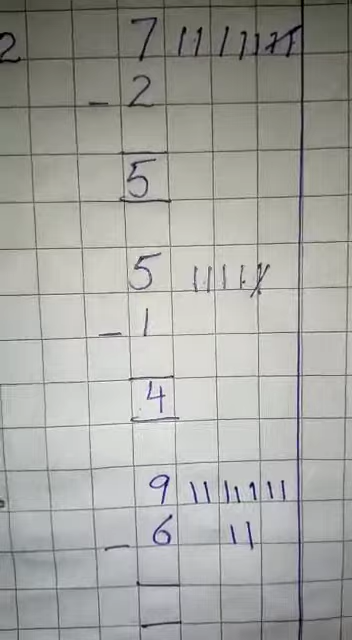 2 7 | | | | | | |
- 2
5
5 | | | | |
- 1
4
9 | | | | | | |
- 6 | |